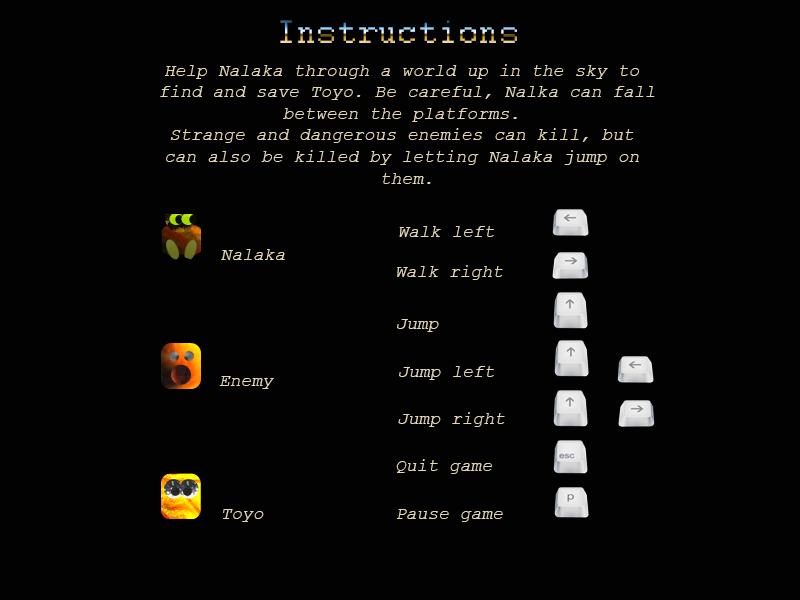 Instructions
Help Nalaka through a world up in the sky to
find and save Toyo. Be careful, Nalka can fall
between the platforms.
Strange and dangerous enemies can kill, but
can also be killed by letting Nalaka jump on
them.
Nalaka
Walk left ←
Walk right →
Jump ↑
Enemy
Jump left ↑ ←
Jump right ↑ →
Quit game esc
Toyo
Pause game p